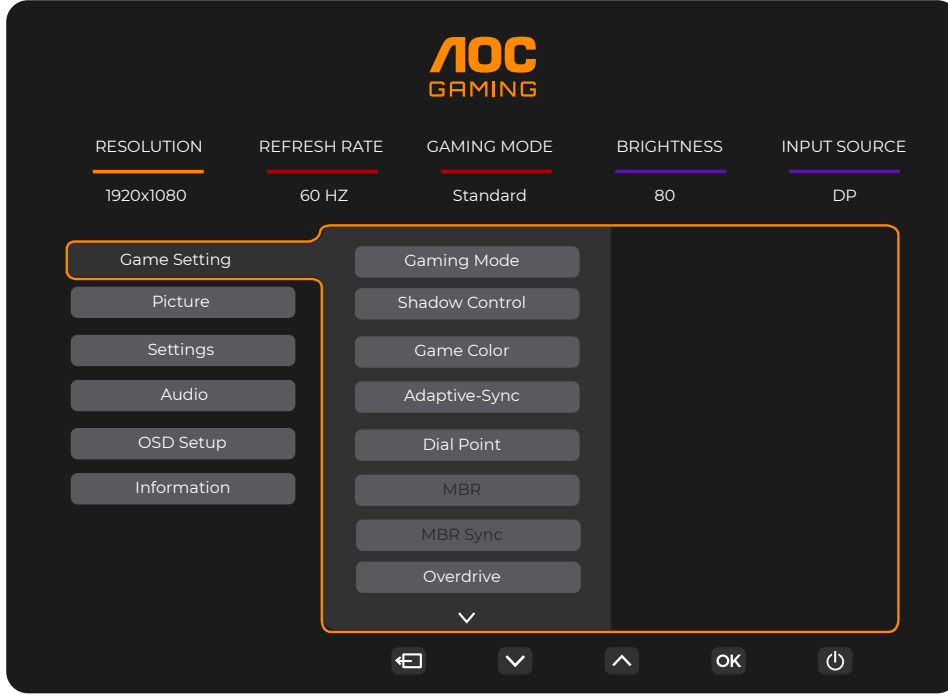 AOC
GAMING
RESOLUTION REFRESH RATE GAMING MODE BRIGHTNESS INPUT SOURCE
1920x1080 60 HZ Standard 80 DP
Game Setting
Picture
Settings
Audio
OSD Setup
Information
Gaming Mode
Shadow Control
Game Color
Adaptive-Sync
Dial Point
MBR
MBR Sync
Overdrive
OK